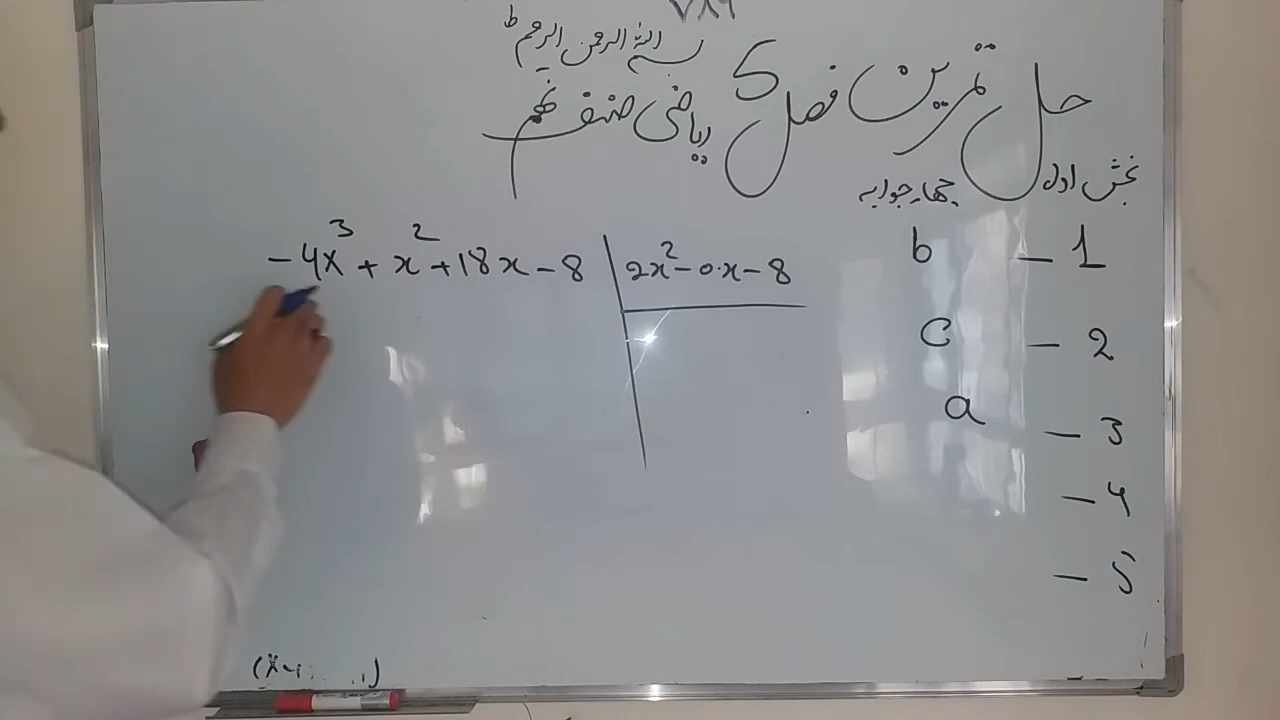 ٧٨٦
بسم الله الرحمن الرحیم ط
حل تمرین فصل 5
ریاضی صنف نهم
بخش اول چهار جوابه
1 - b
2 - c
3 - a
4 -
5 -
-4x³ + x² + 18x - 8 | 2x² - 0·x - 8